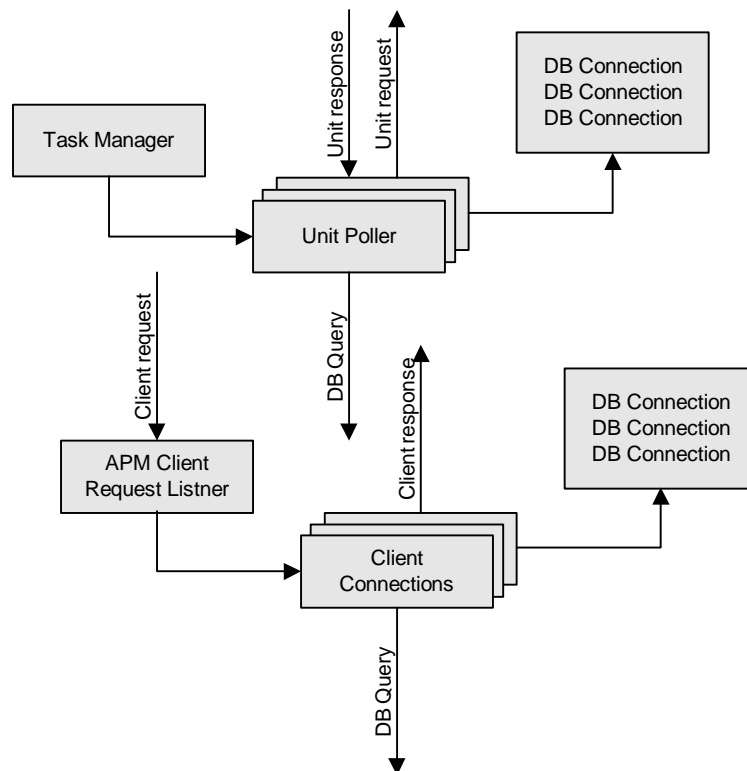 Unit response
Unit request
DB Connection
DB Connection
DB Connection
Task Manager
Unit Poller
Client request
DB Query
Client response
DB Connection
DB Connection
DB Connection
APM Client
Request Listner
Client
Connections
DB Query